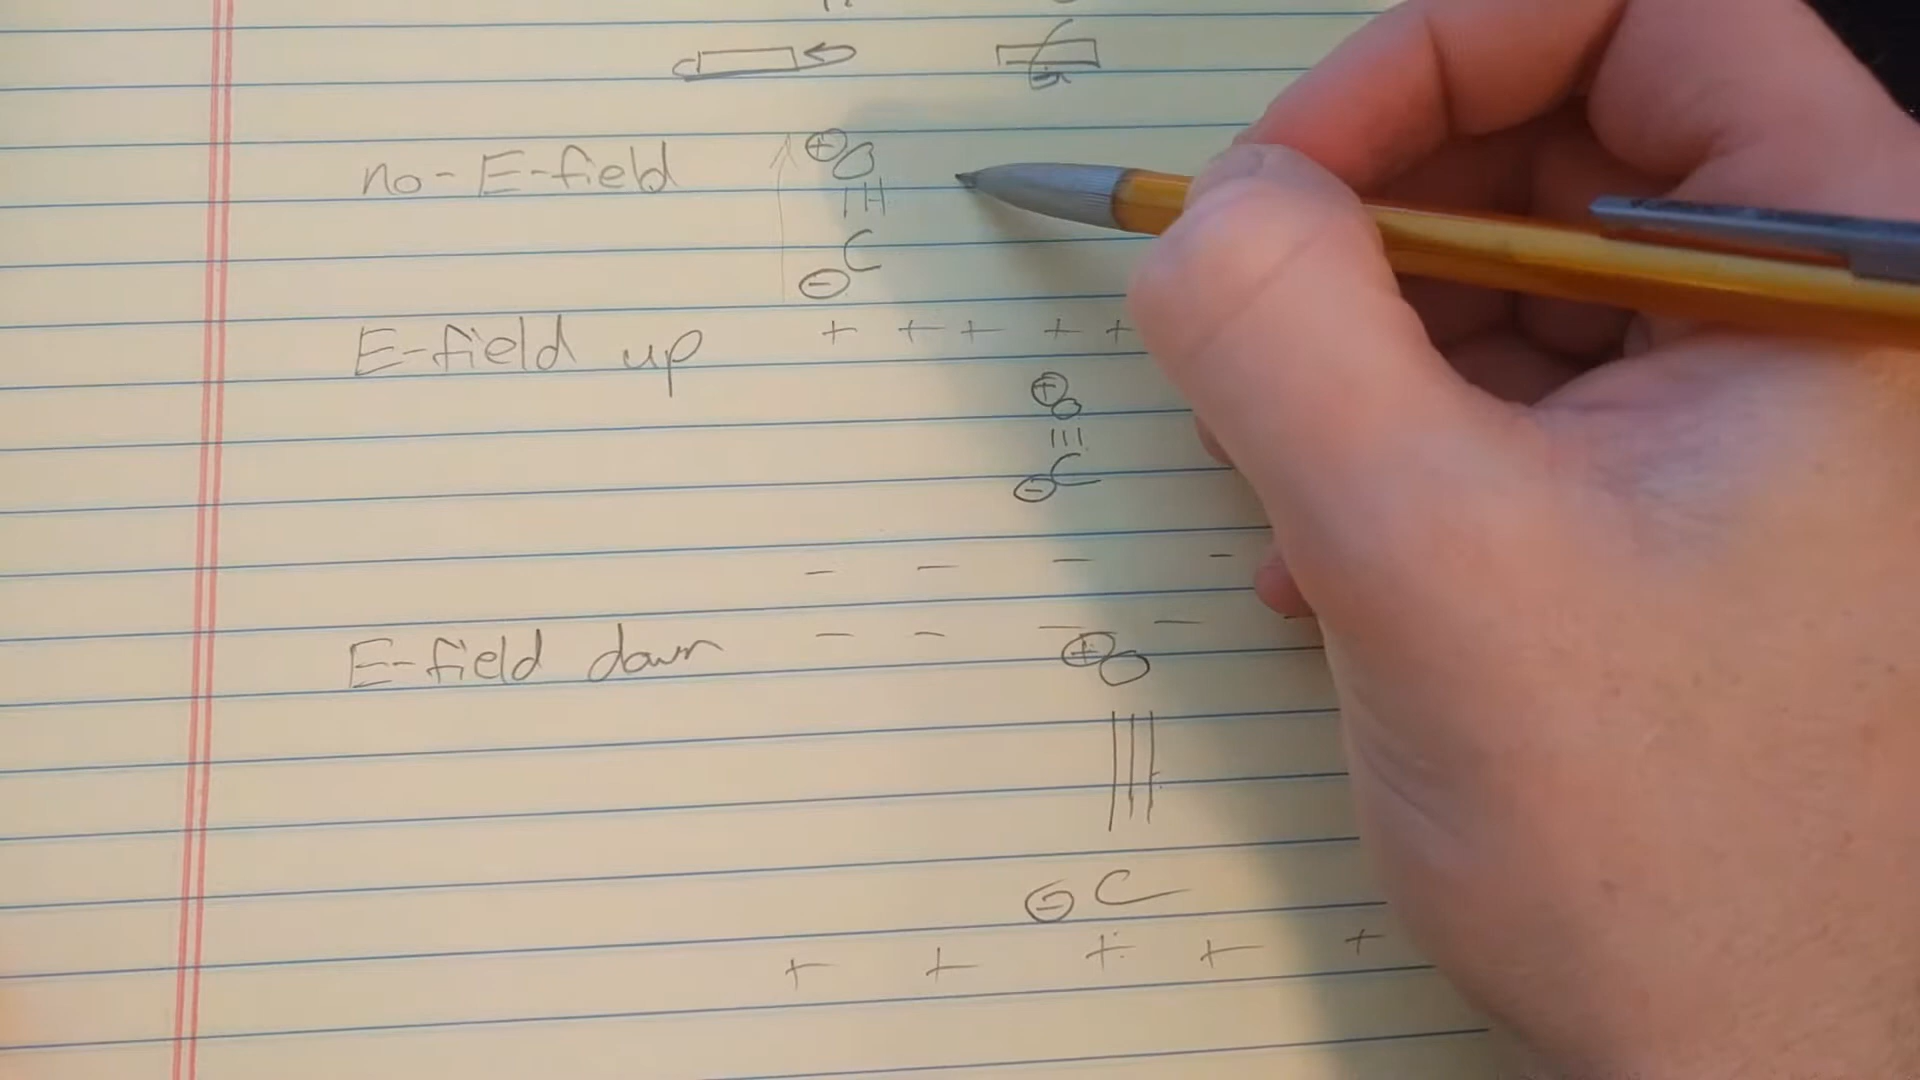 no-E-field
⊕O
|||
⊖C
E-field up + + + + +
⊕O
|||
⊖C
− − − −
E-field down − − − − −
⊕O
|||
⊖C
+ + + + +